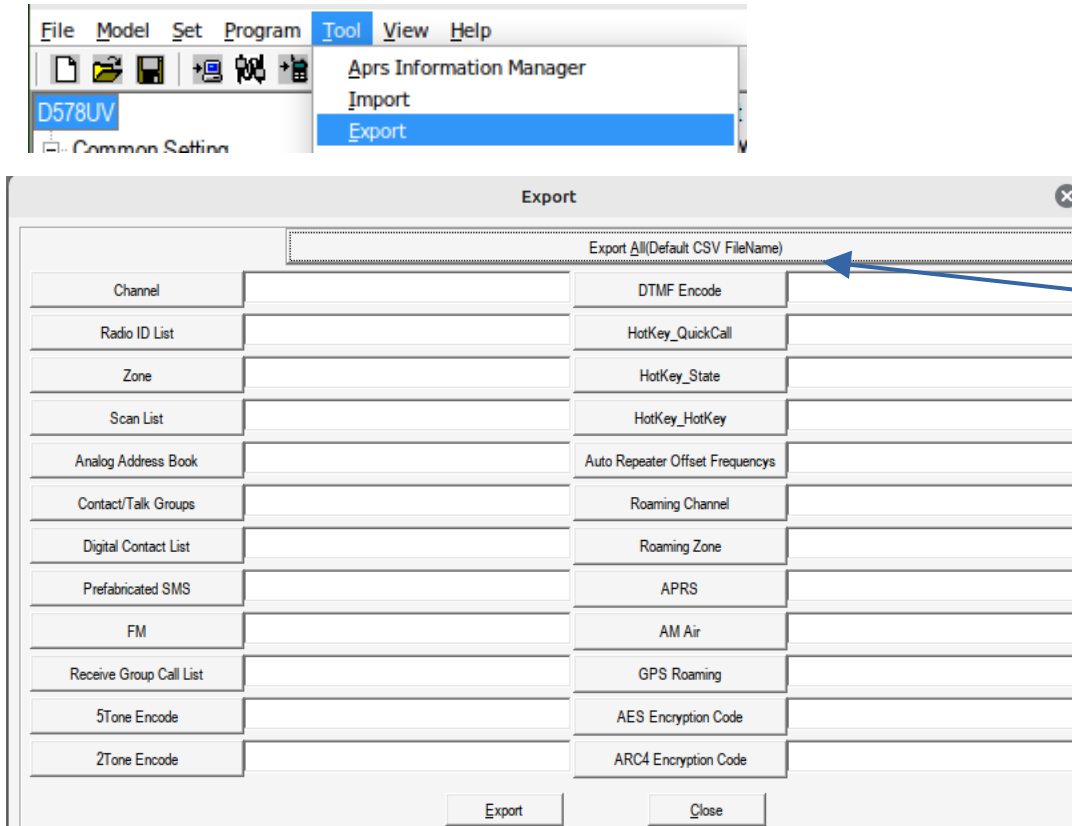 File Model Set Program Tool View Help
Aprs Information Manager
Import
Export
D578UV
Common Setting
Export
Export All(Default CSV FileName)
Channel DTMF Encode
Radio ID List HotKey_QuickCall
Zone HotKey_State
Scan List HotKey_HotKey
Analog Address Book Auto Repeater Offset Frequencys
Contact/Talk Groups Roaming Channel
Digital Contact List Roaming Zone
Prefabricated SMS APRS
FM AM Air
Receive Group Call List GPS Roaming
5Tone Encode AES Encryption Code
2Tone Encode ARC4 Encryption Code
Export Close